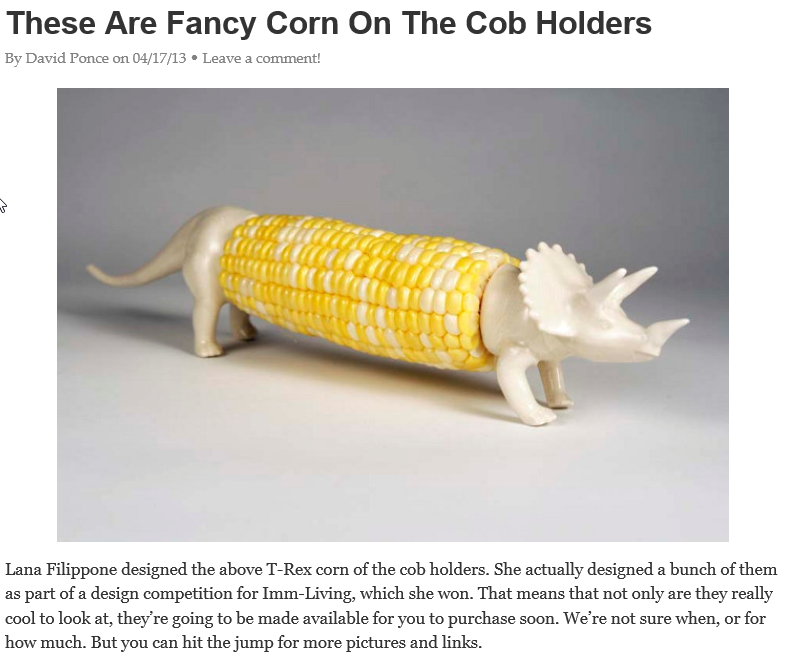 These Are Fancy Corn On The Cob Holders
By David Ponce on 04/17/13 • Leave a comment!
Lana Filippone designed the above T-Rex corn of the cob holders. She actually designed a bunch of them
as part of a design competition for Imm-Living, which she won. That means that not only are they really
cool to look at, they’re going to be made available for you to purchase soon. We’re not sure when, or for
how much. But you can hit the jump for more pictures and links.